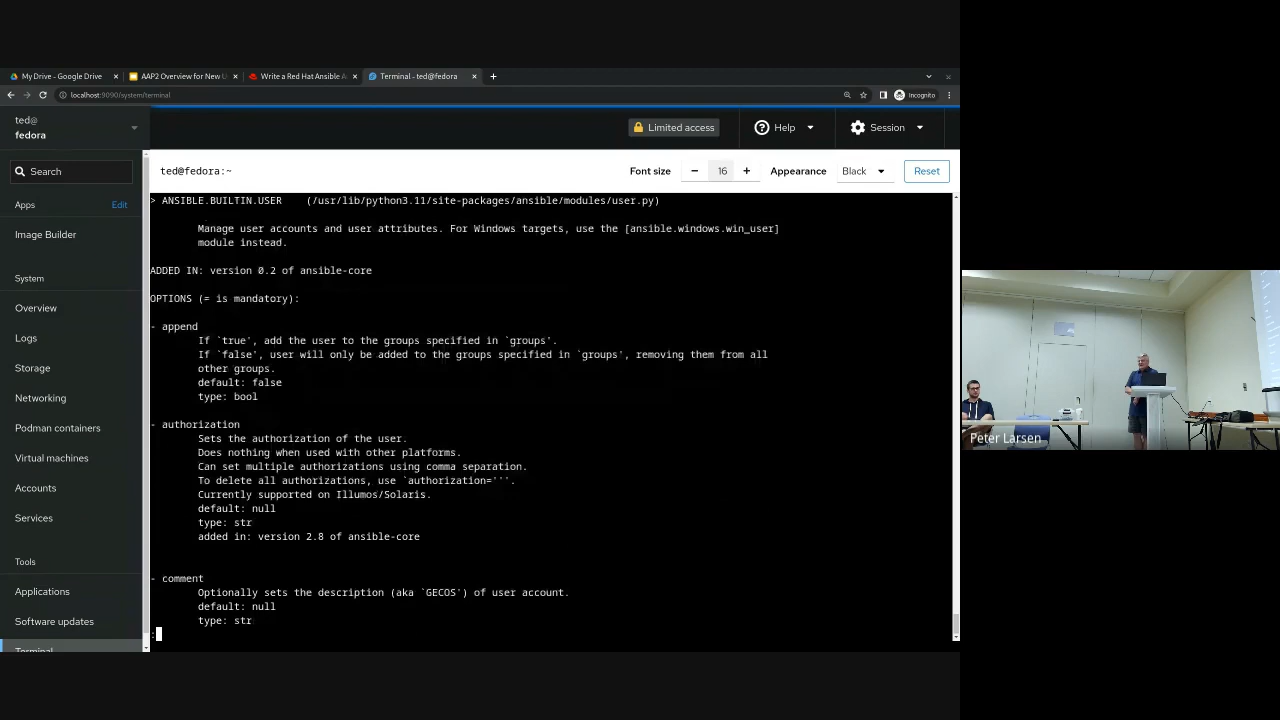 My Drive - Google Drive
AAP2 Overview for New U
Write a Red Hat Ansible A
Terminal - ted@fedora
localhost:9090/system/terminal
Incognito
ted@
fedora
Limited access
Help
Session
Search
ted@fedora:~
Font size
16
Appearance
Black
Reset
Apps
Edit
Image Builder
System
Overview
Logs
Storage
Networking
Podman containers
Virtual machines
Accounts
Services
Tools
Applications
Software updates
Terminal
> ANSIBLE.BUILTIN.USER    (/usr/lib/python3.11/site-packages/ansible/modules/user.py)
Manage user accounts and user attributes. For Windows targets, use the [ansible.windows.win_user]
module instead.
ADDED IN: version 0.2 of ansible-core
OPTIONS (= is mandatory):
- append
If `true', add the user to the groups specified in `groups'.
If `false', user will only be added to the groups specified in `groups', removing them from all
other groups.
default: false
type: bool
- authorization
Sets the authorization of the user.
Does nothing when used with other platforms.
Can set multiple authorizations using comma separation.
To delete all authorizations, use `authorization='''.
Currently supported on Illumos/Solaris.
default: null
type: str
added in: version 2.8 of ansible-core
- comment
Optionally sets the description (aka `GECOS') of user account.
default: null
type: str
:
Peter Larsen